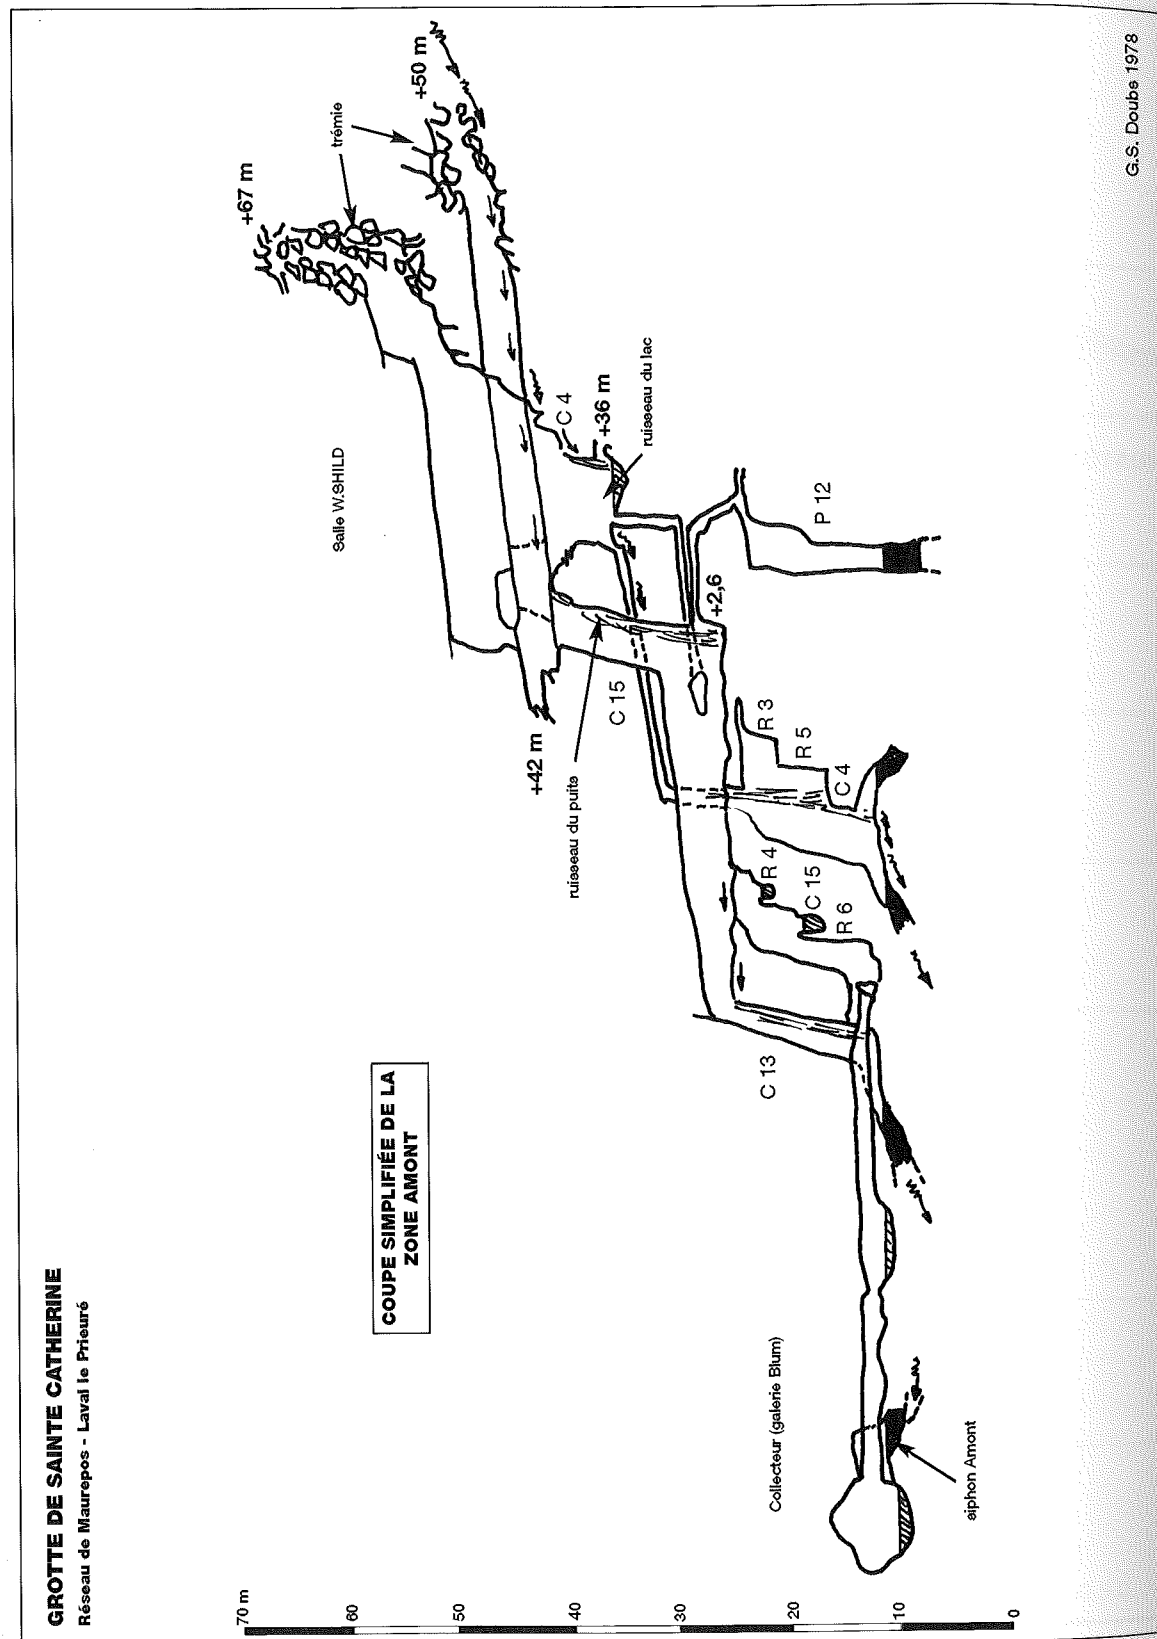 GROTTE DE SAINTE CATHERINE
Réseau de Maurepos - Laval le Prieuré
COUPE SIMPLIFIÉE DE LA
ZONE AMONT
70 m
60
50
40
30
20
10
0
+67 m
trémie
+50 m
Salle W.SHILD
C 4
+36 m
ruisseau du lac
+42 m
ruisseau du puits
C 15
+2,6
P 12
R 3
R 5
C 4
R 4
C 15
R 6
C 13
Collecteur (galerie Blum)
siphon Amont
G.S. Doubs 1978